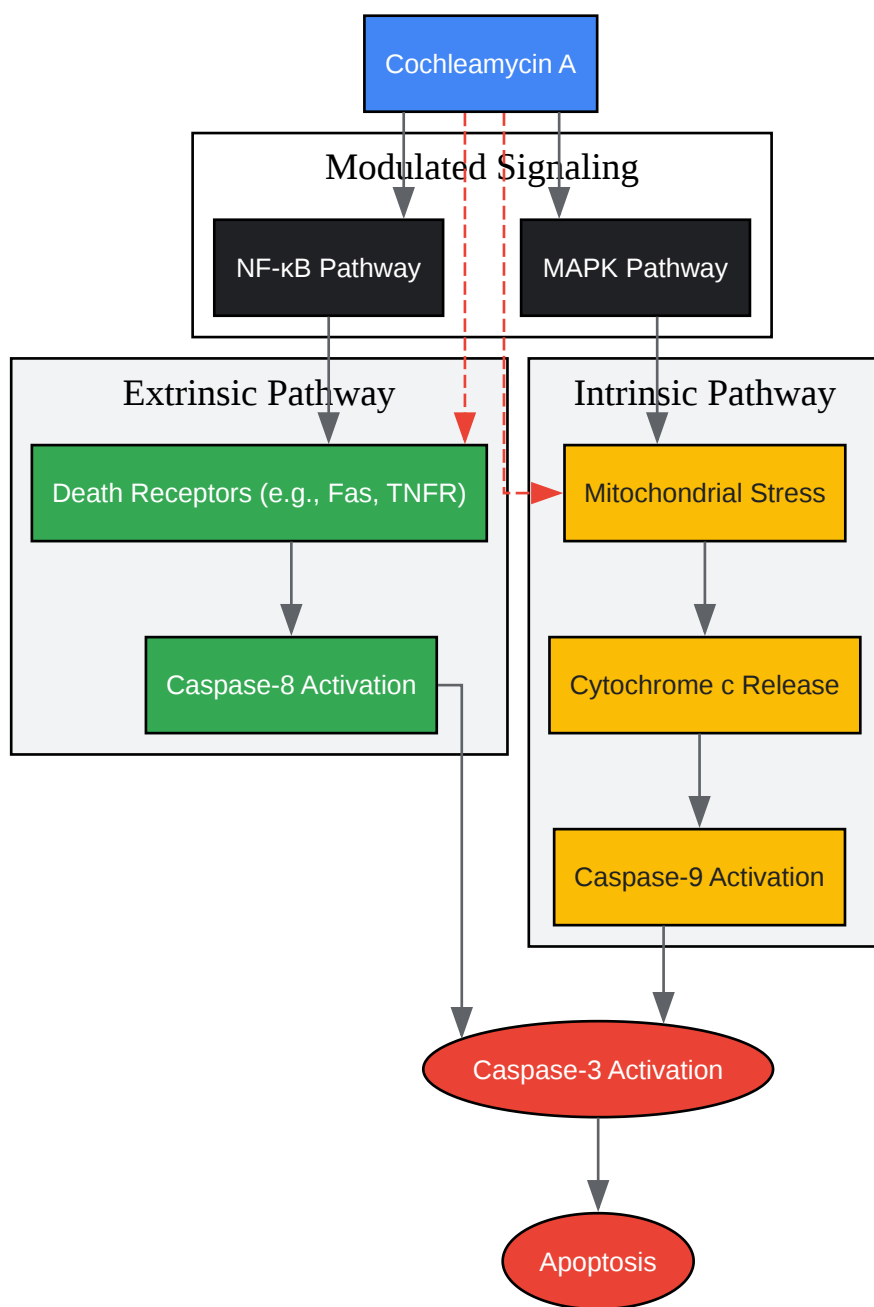 Cochleamycin A
Modulated Signaling
NF-κB Pathway
MAPK Pathway
Extrinsic Pathway
Intrinsic Pathway
Death Receptors (e.g., Fas, TNFR)
Mitochondrial Stress
Caspase-8 Activation
Cytochrome c Release
Caspase-9 Activation
Caspase-3 Activation
Apoptosis